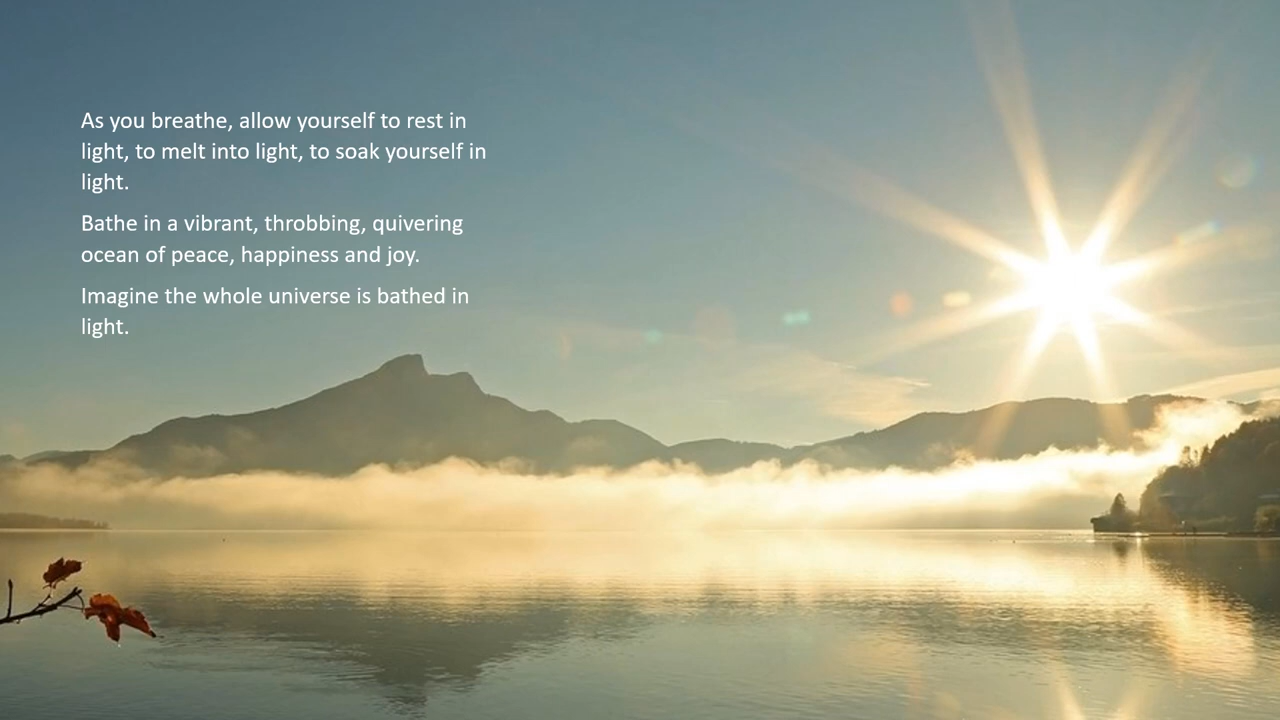 As you breathe, allow yourself to rest in
light, to melt into light, to soak yourself in
light.
Bathe in a vibrant, throbbing, quivering
ocean of peace, happiness and joy.
Imagine the whole universe is bathed in
light.